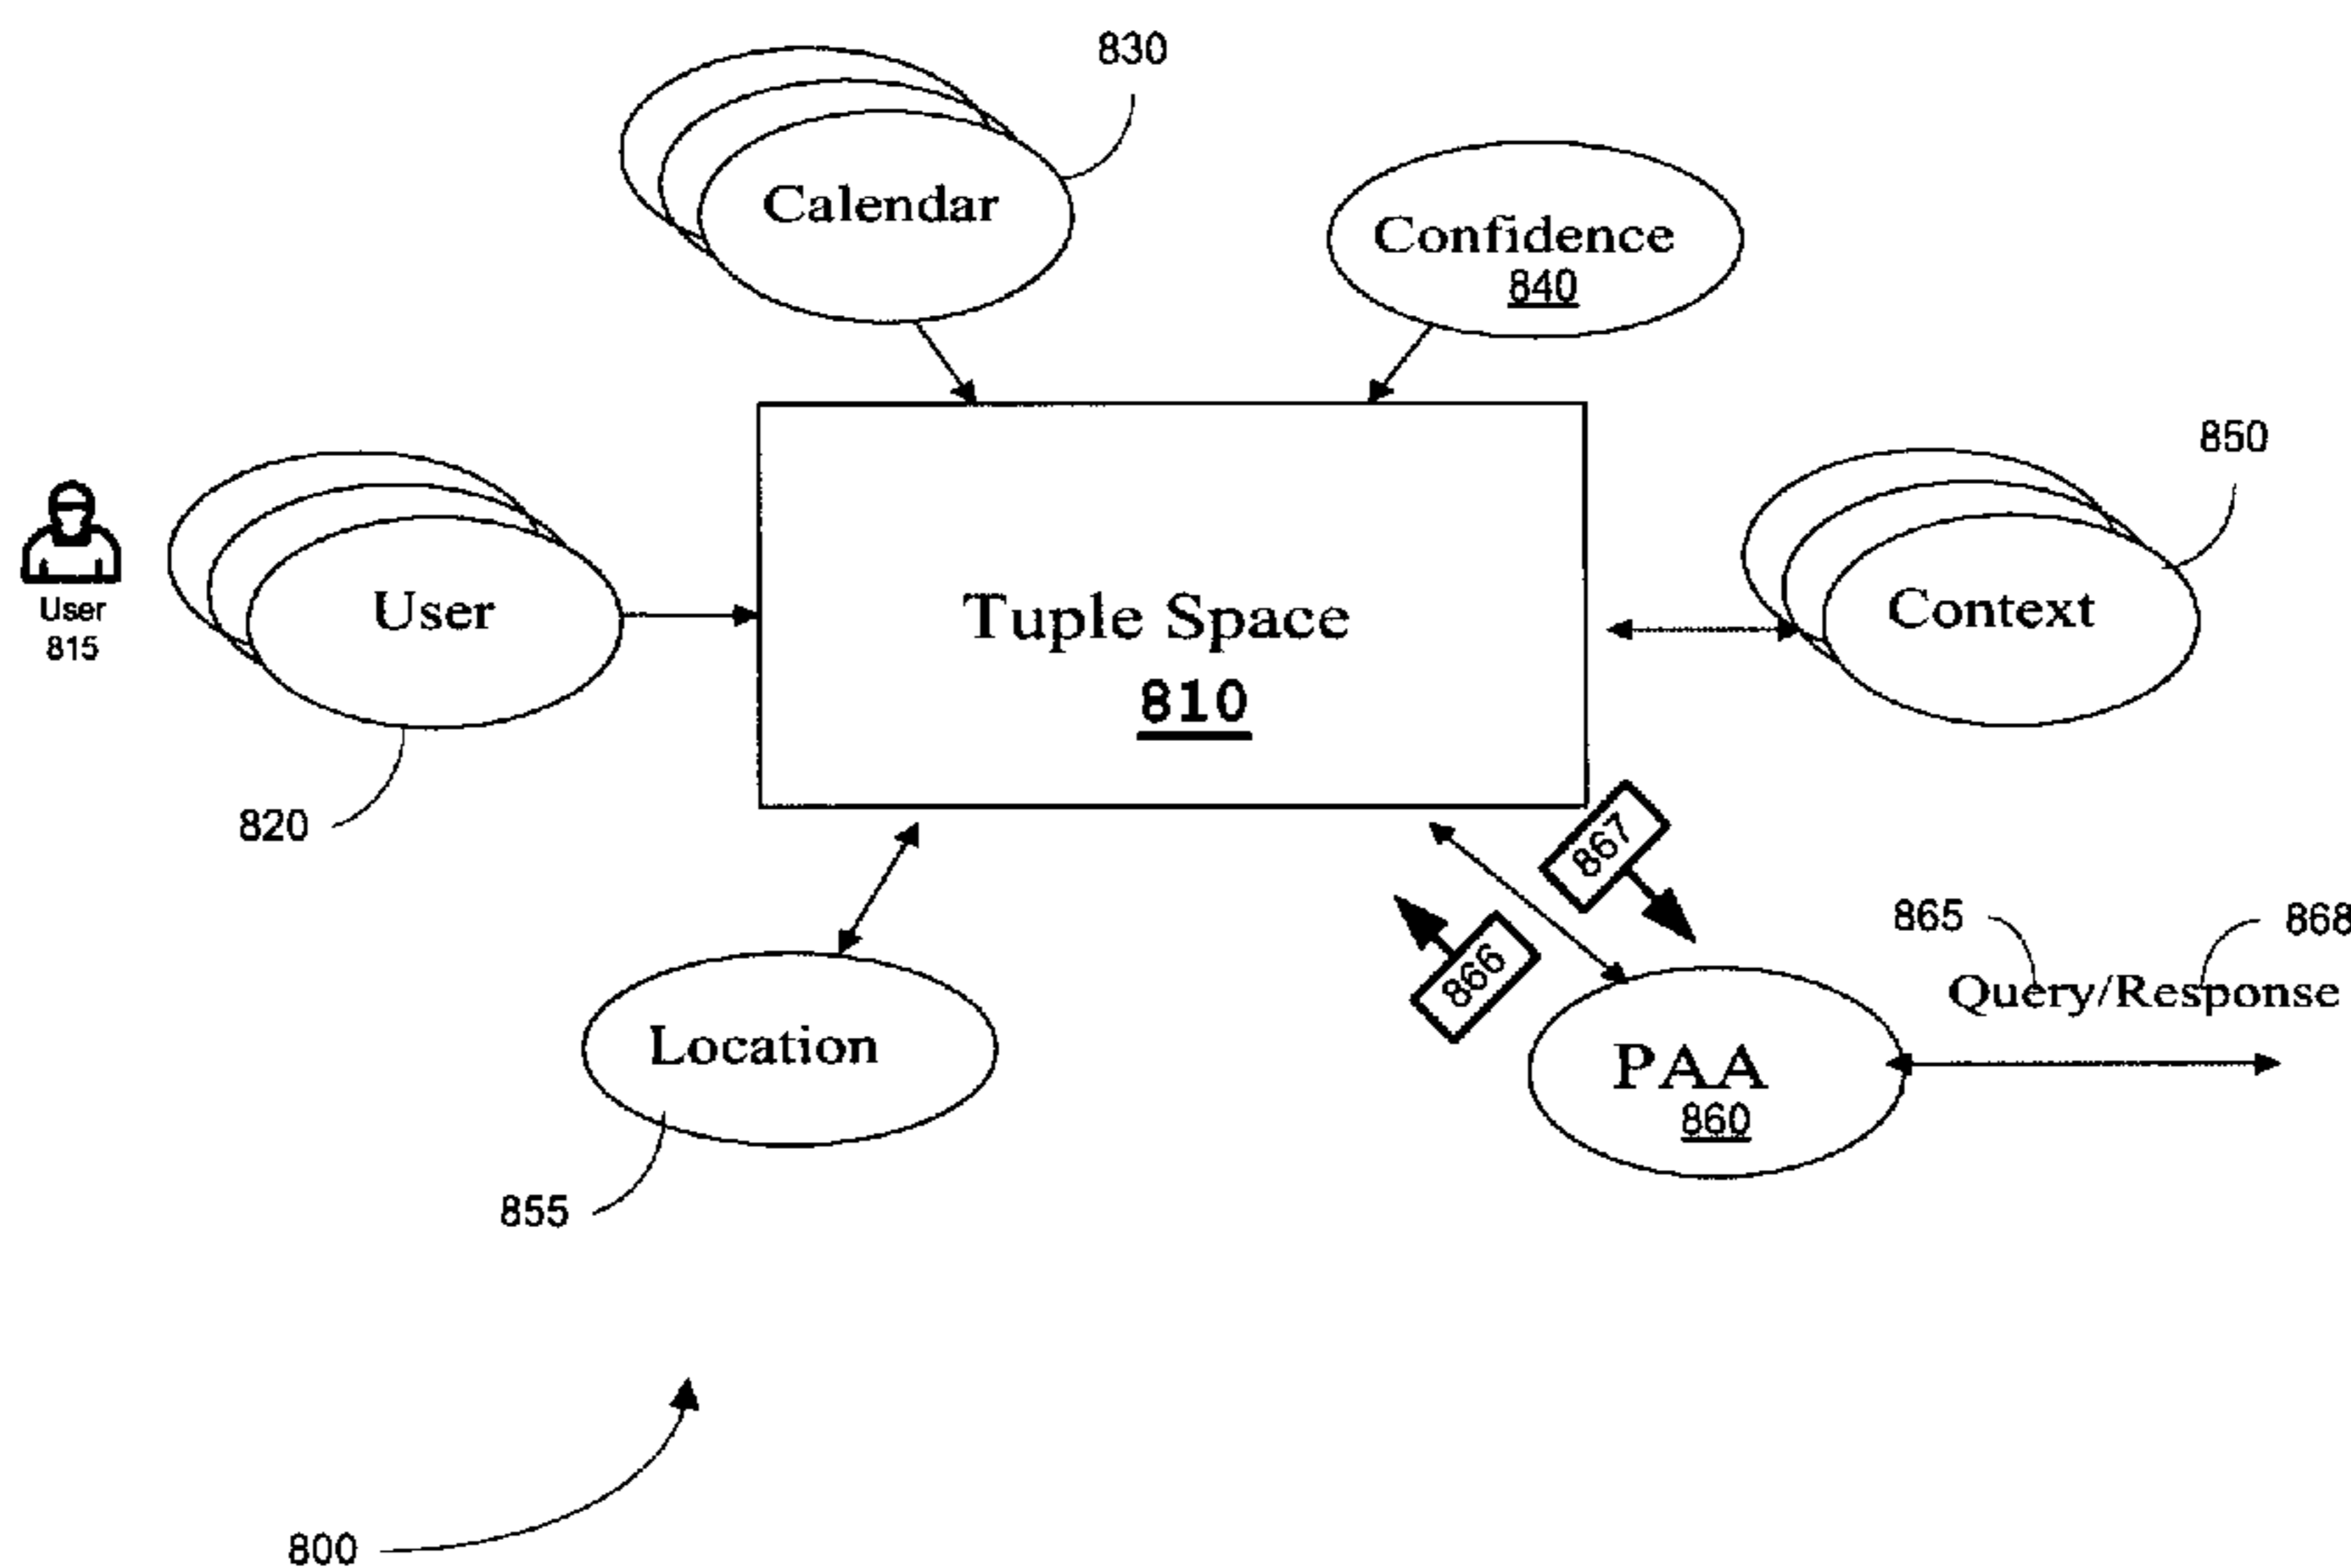 830
Calendar
Confidence
840
850
User
815
User
Tuple Space
810
Context
820
867
866
865
868
Query/Response
Location
PAA
860
855
800